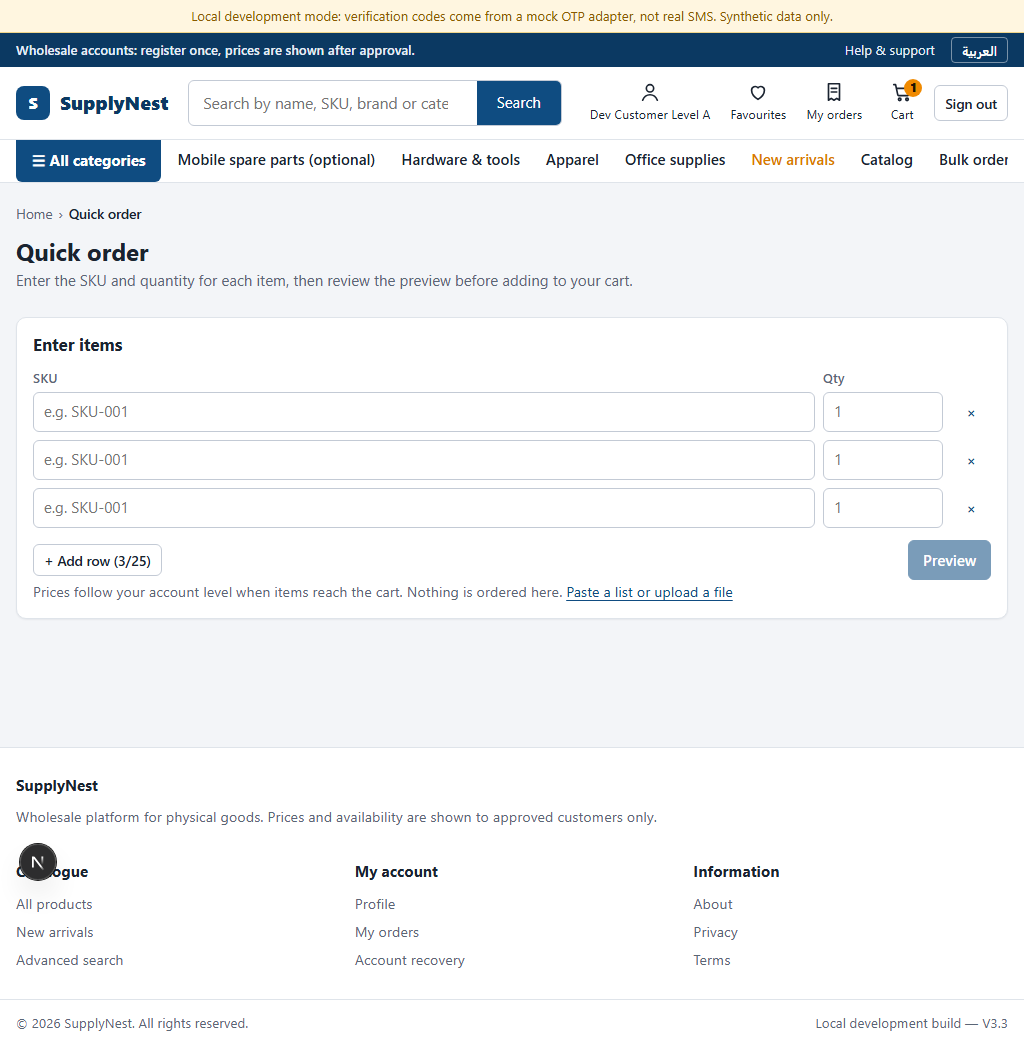 Local development mode: verification codes come from a mock OTP adapter, not real SMS. Synthetic data only.
Wholesale accounts: register once, prices are shown after approval.
Help & support
العربية
S
SupplyNest
Search by name, SKU, brand or cate
Search
Dev Customer Level A
Favourites
My orders
1
Cart
Sign out
☰ All categories
Mobile spare parts (optional)
Hardware & tools
Apparel
Office supplies
New arrivals
Catalog
Bulk order
Home › Quick order
Quick order
Enter the SKU and quantity for each item, then review the preview before adding to your cart.
Enter items
SKU
Qty
e.g. SKU-001
1
×
e.g. SKU-001
1
×
e.g. SKU-001
1
×
+ Add row (3/25)
Preview
Prices follow your account level when items reach the cart. Nothing is ordered here. Paste a list or upload a file
SupplyNest
Wholesale platform for physical goods. Prices and availability are shown to approved customers only.
N
My account
Information
All products
Profile
About
New arrivals
My orders
Privacy
Advanced search
Account recovery
Terms
© 2026 SupplyNest. All rights reserved.
Local development build — V3.3